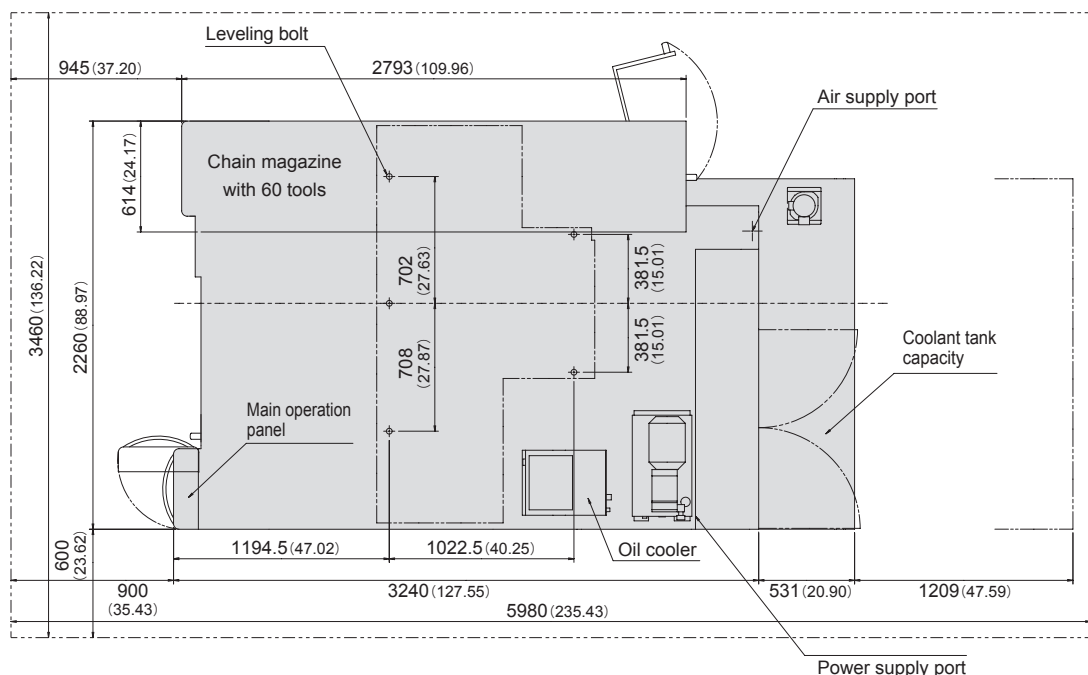 Leveling bolt
945 (37.20)
2793 (109.96)
Air supply port
Chain magazine
with 60 tools
614 (24.17)
702
(27.63)
381.5
(15.01)
3460 (136.22)
2260 (88.97)
708
(27.87)
381.5
(15.01)
Coolant tank
capacity
Main operation
panel
600
(23.62)
1194.5 (47.02)
1022.5 (40.25)
Oil cooler
900
(35.43)
3240 (127.55)
531 (20.90)
1209 (47.59)
5980 (235.43)
Power supply port